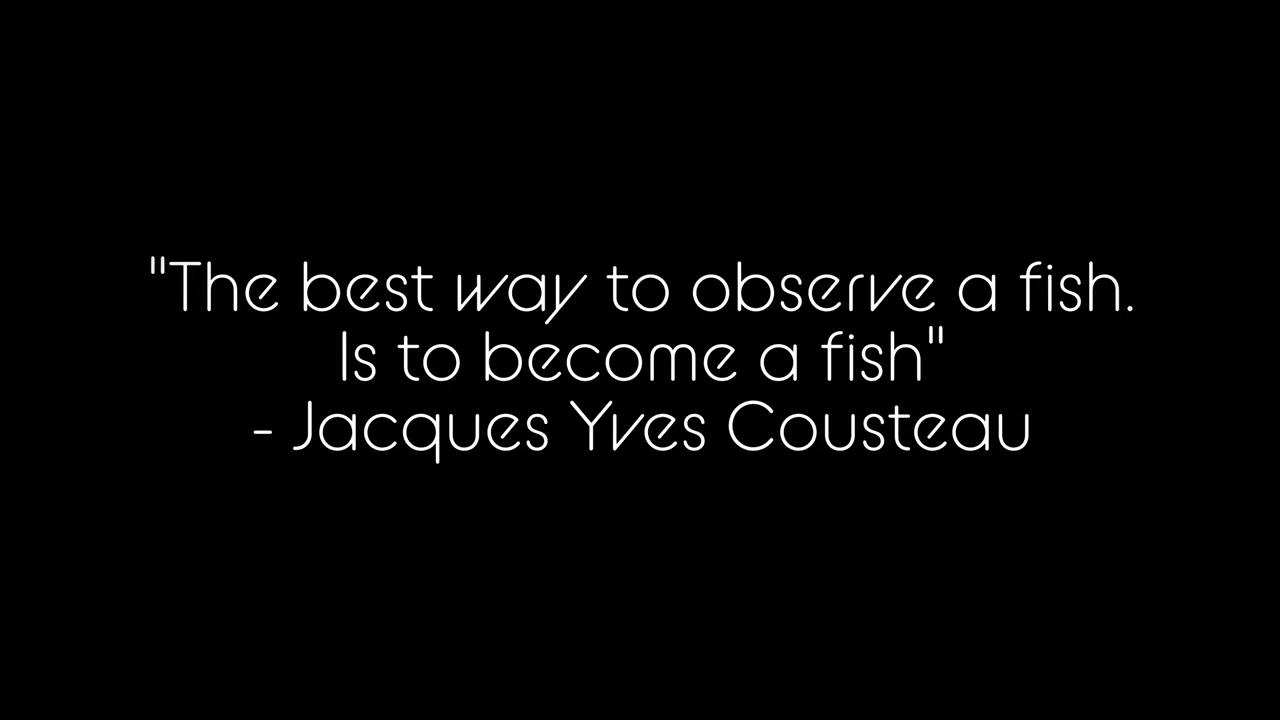 "The best way to observe a fish.
Is to become a fish"
- Jacques Yves Cousteau